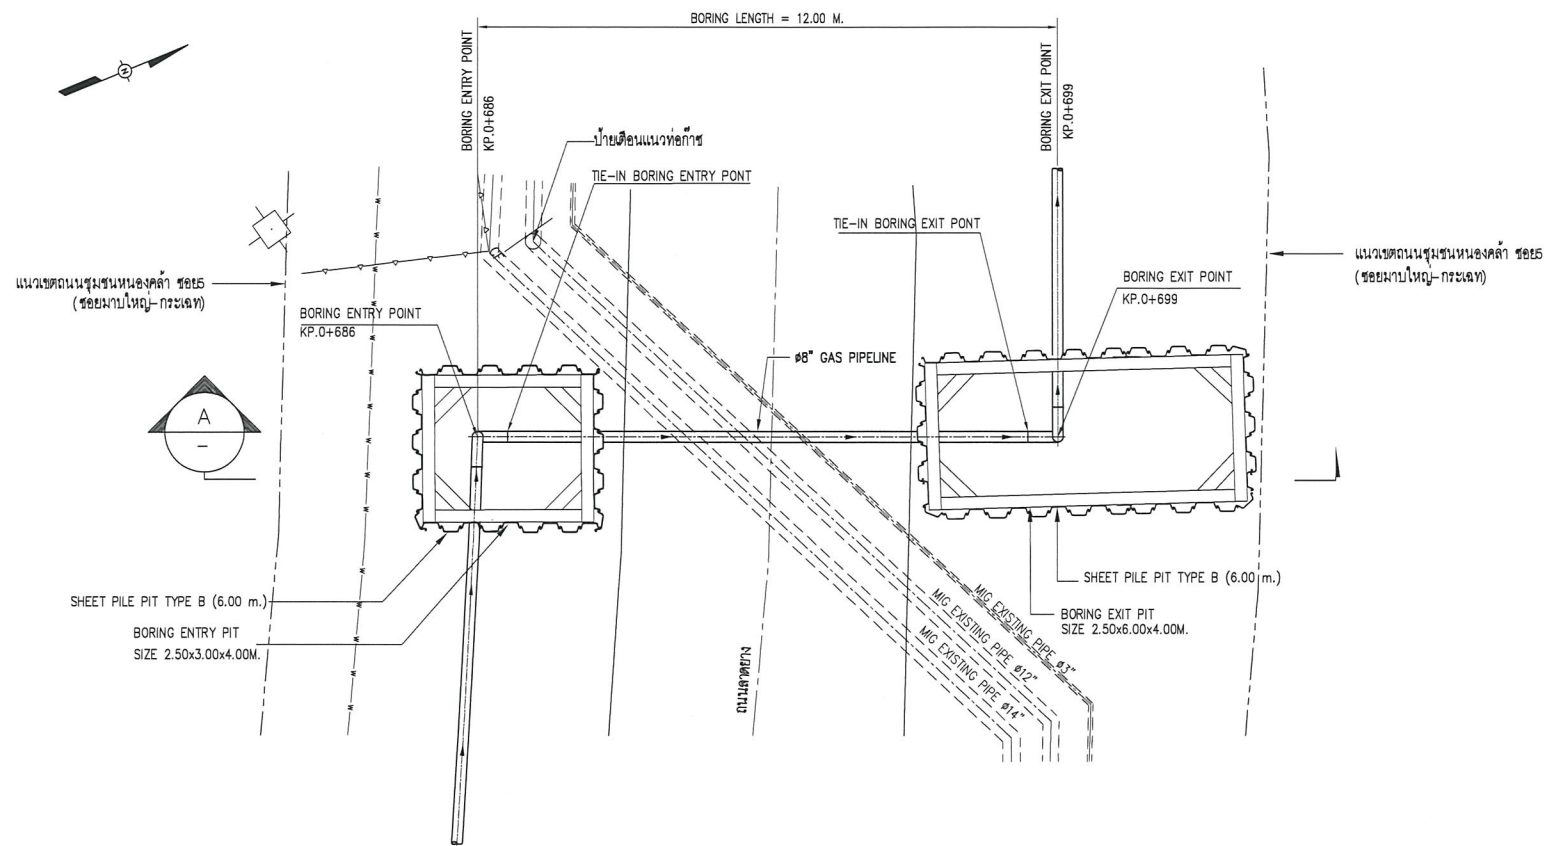 BORING LENGTH = 12.00 M.
BORING ENTRY POINT
KP.0+686
BORING EXIT POINT
KP.0+699
N
ป้ายเตือนแนวท่อก๊าซ
TIE-IN BORING ENTRY PONT
TIE-IN BORING EXIT PONT
แนวเขตถนนชุมชนหนองคล้า ซอย5
(ซอยมาบใหญ่-กระเฉท)
แนวเขตถนนชุมชนหนองคล้า ซอย5
(ซอยมาบใหญ่-กระเฉท)
BORING EXIT POINT
KP.0+699
BORING ENTRY POINT
KP.0+686
ø8" GAS PIPELINE
A
-
W
W
W
W
W
W
W
W
W
W
W
W
SHEET PILE PIT TYPE B (6.00 m.)
BORING ENTRY PIT
SIZE 2.50x3.00x4.00M.
SHEET PILE PIT TYPE B (6.00 m.)
BORING EXIT PIT
SIZE 2.50x6.00x4.00M.
MIG EXISTING PIPE ø3"
MIG EXISTING PIPE ø12"
MIG EXISTING PIPE ø14"
ถนนลาดยาง